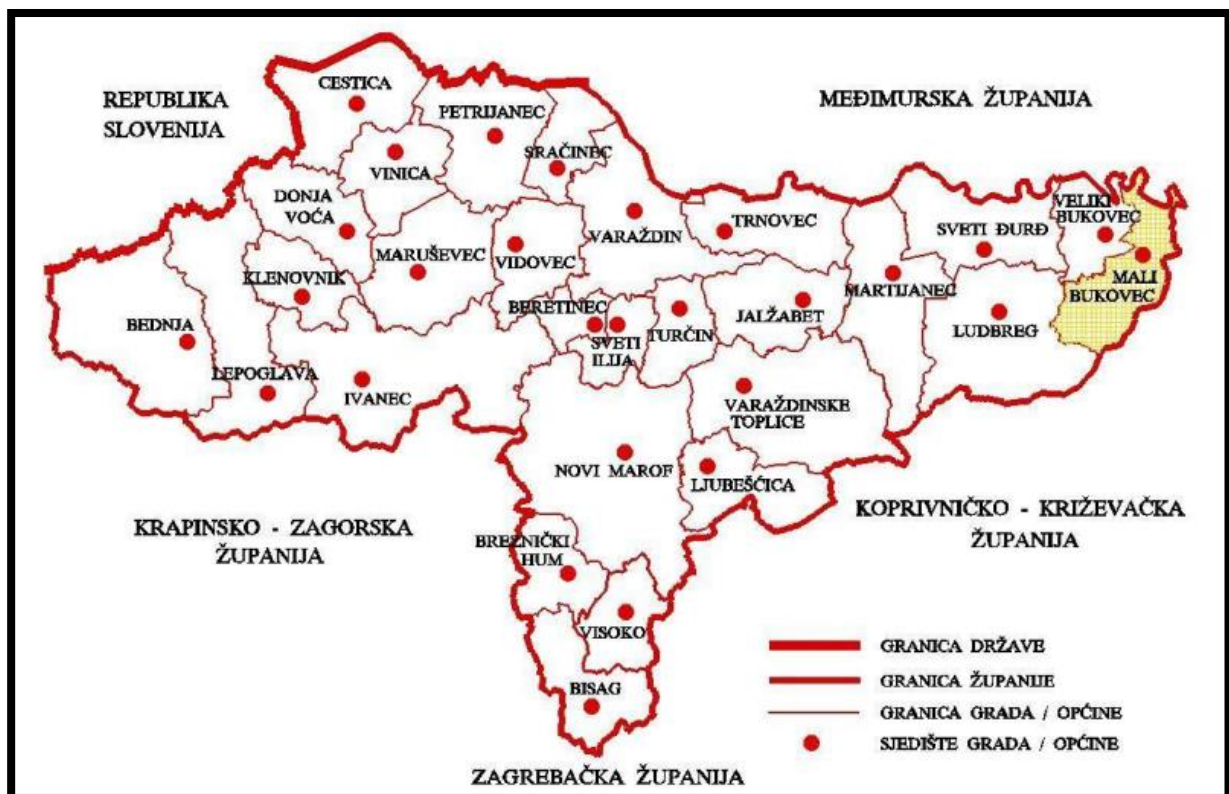 REPUBLIKA
SLOVENIJA
CESTICA
PETRIJANEC
MEĐIMURSKA ŽUPANIJA
SRAČINEC
VINICA
DONJA
VOĆA
VARAŽDIN
TRNOVEC
VELIKI
BUKOVEC
SVETI ĐURĐ
MARUŠEVEC
VIDOVEC
KLENOVNIK
MARTIJANEC
MALI
BUKOVEC
BERETINEC
BEDNJA
SVETI
ILIJA
TURČIN
JALŽABET
LUDBREG
LEPOGLAVA
IVANEC
VARAŽDINSKE
TOPLICE
NOVI MAROF
LJUBEŠĆICA
KRAPINSKO - ZAGORSKA
ŽUPANIJA
KOPRIVNIČKO - KRIŽEVAČKA
ŽUPANIJA
BREZNIČKI
HUM
VISOKO
BISAG
GRANICA DRŽAVE
GRANICA ŽUPANIJE
GRANICA GRADA / OPĆINE
SJEDIŠTE GRADA / OPĆINE
ZAGREBAČKA ŽUPANIJA